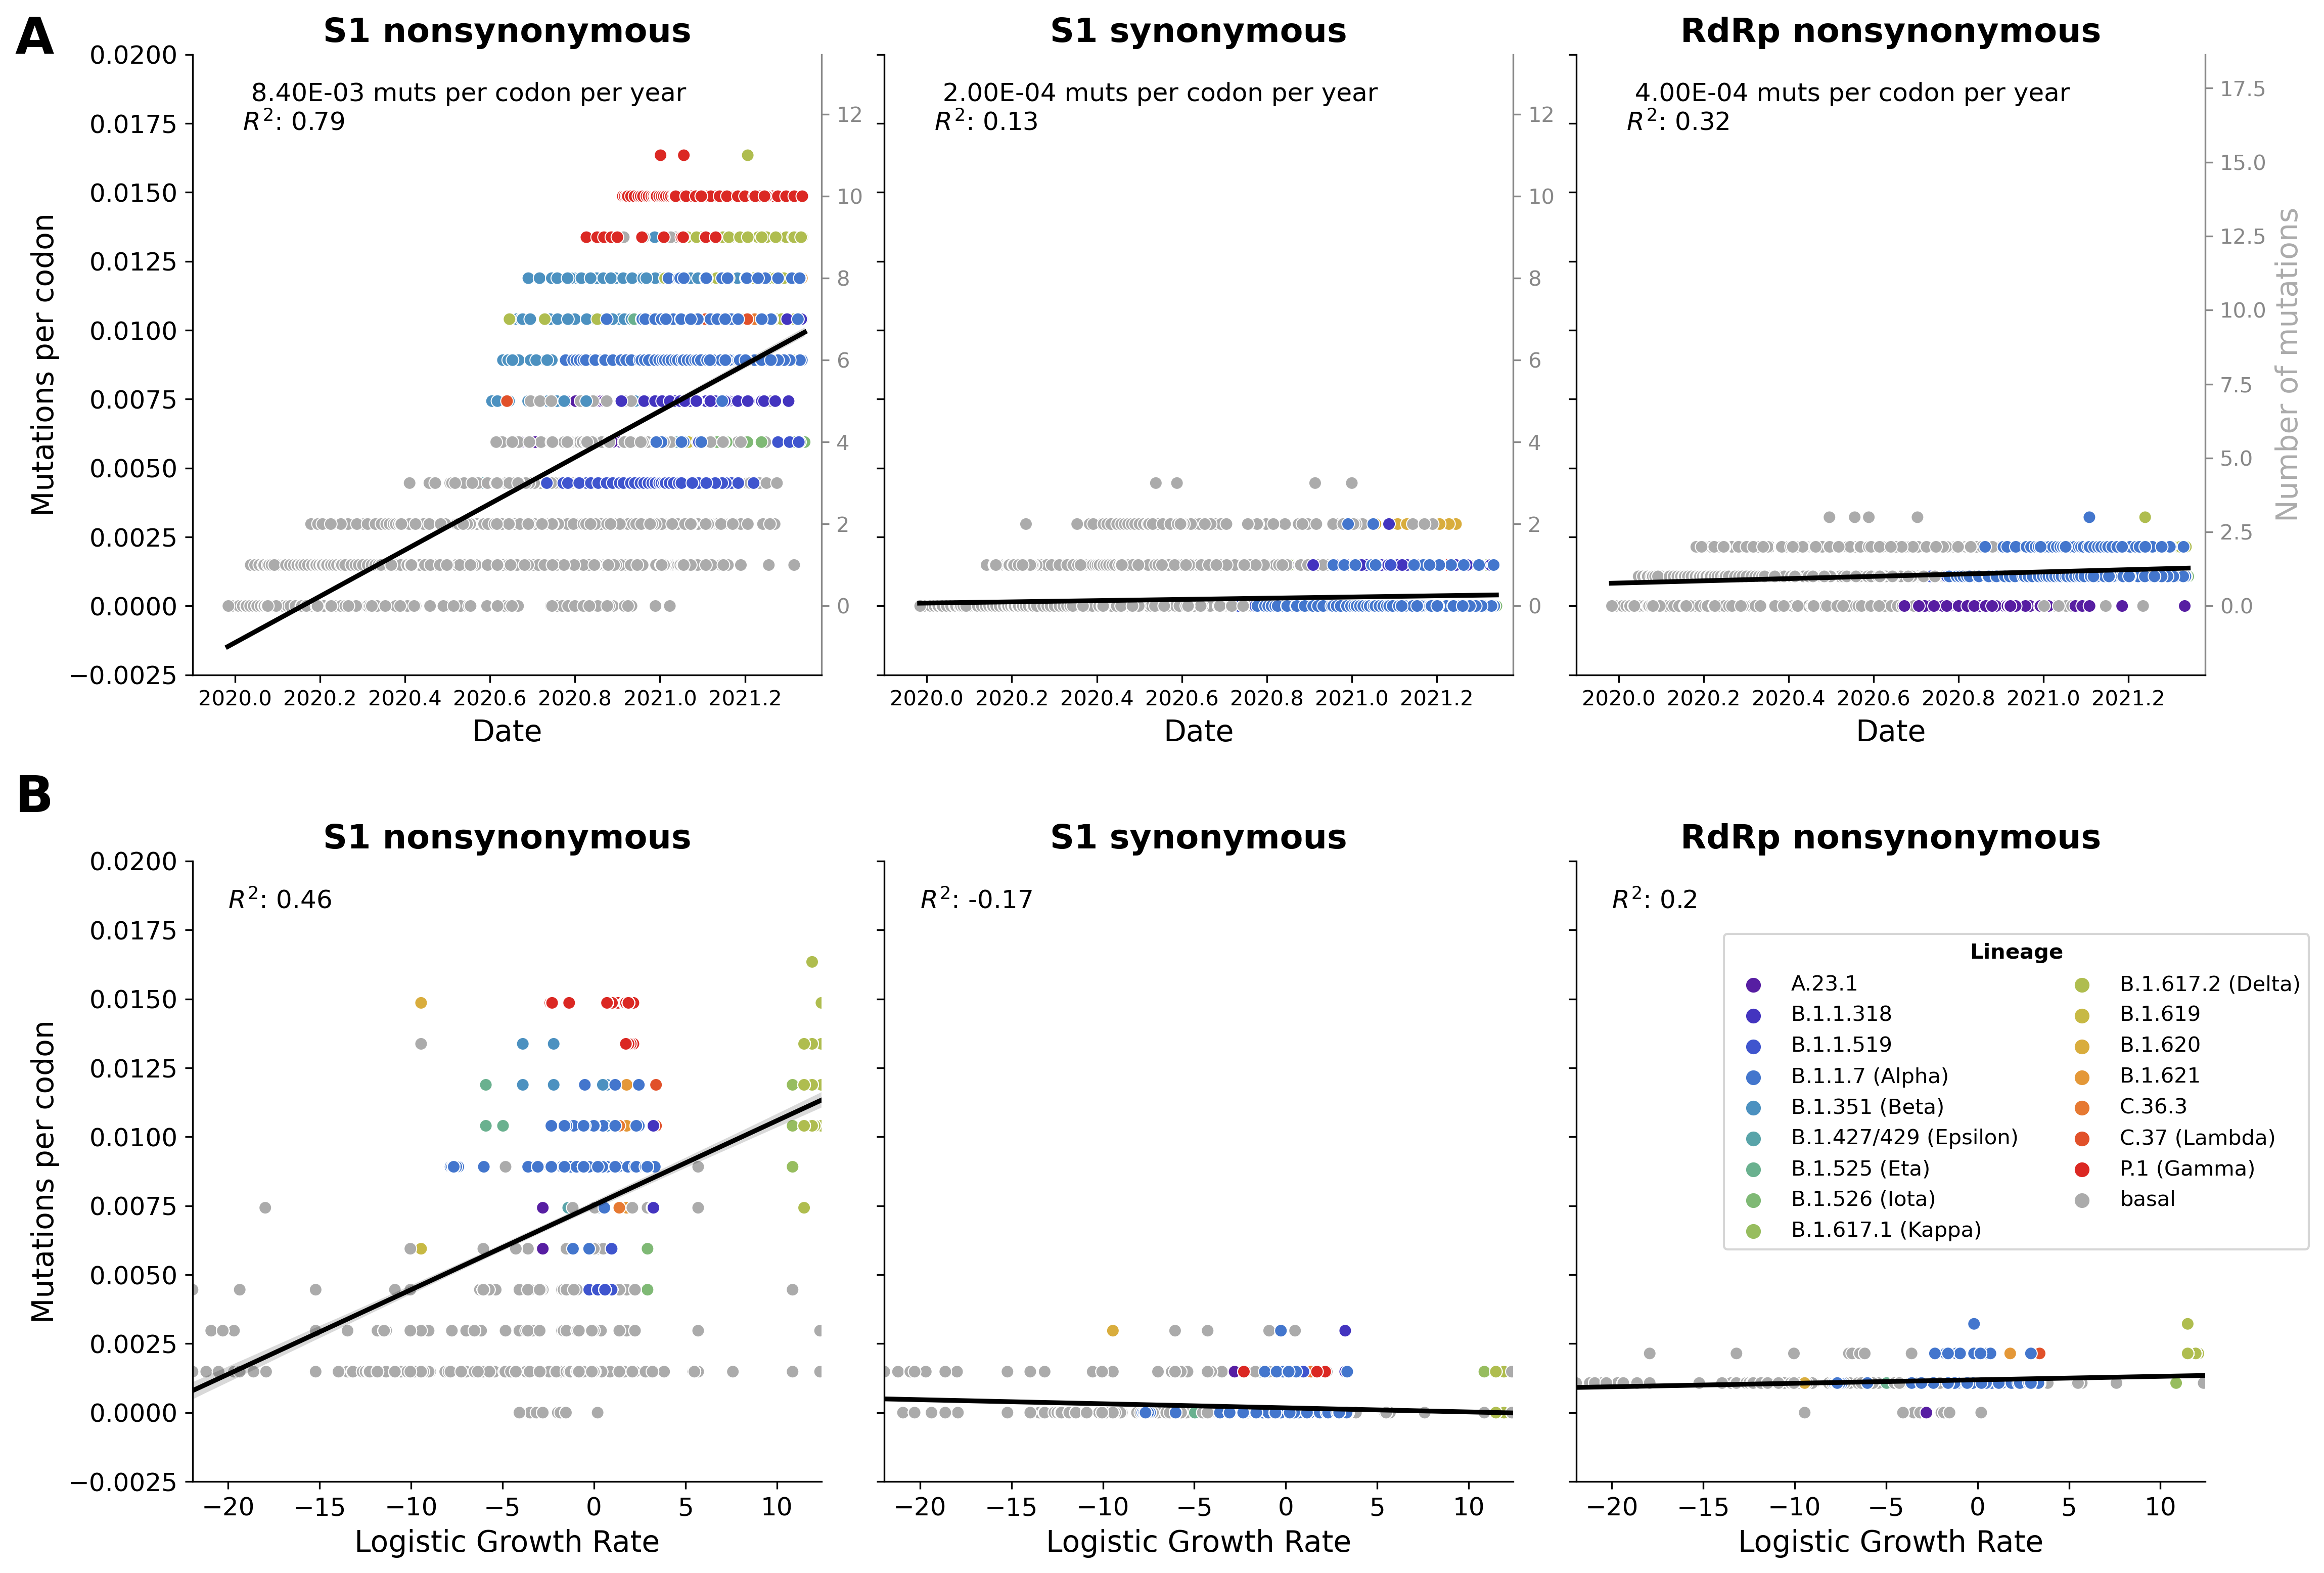 A
S1 nonsynonymous
S1 synonymous
RdRp nonsynonymous
8.40E-03 muts per codon per year
R²: 0.79
2.00E-04 muts per codon per year
R²: 0.13
4.00E-04 muts per codon per year
R²: 0.32
Mutations per codon
0.0200
0.0175
0.0150
0.0125
0.0100
0.0075
0.0050
0.0025
0.0000
−0.0025
12
10
8
6
4
2
0
12
10
8
6
4
2
0
17.5
15.0
12.5
10.0
7.5
5.0
2.5
0.0
Number of mutations
2020.0 2020.2 2020.4 2020.6 2020.8 2021.0 2021.2
2020.0 2020.2 2020.4 2020.6 2020.8 2021.0 2021.2
2020.0 2020.2 2020.4 2020.6 2020.8 2021.0 2021.2
Date
Date
Date
B
S1 nonsynonymous
S1 synonymous
RdRp nonsynonymous
R²: 0.46
R²: -0.17
R²: 0.2
Mutations per codon
0.0200
0.0175
0.0150
0.0125
0.0100
0.0075
0.0050
0.0025
0.0000
−0.0025
Lineage
A.23.1
B.1.1.318
B.1.1.519
B.1.1.7 (Alpha)
B.1.351 (Beta)
B.1.427/429 (Epsilon)
B.1.525 (Eta)
B.1.526 (Iota)
B.1.617.1 (Kappa)
B.1.617.2 (Delta)
B.1.619
B.1.620
B.1.621
C.36.3
C.37 (Lambda)
P.1 (Gamma)
basal
−20 −15 −10 −5 0 5 10
−20 −15 −10 −5 0 5 10
−20 −15 −10 −5 0 5 10
Logistic Growth Rate
Logistic Growth Rate
Logistic Growth Rate